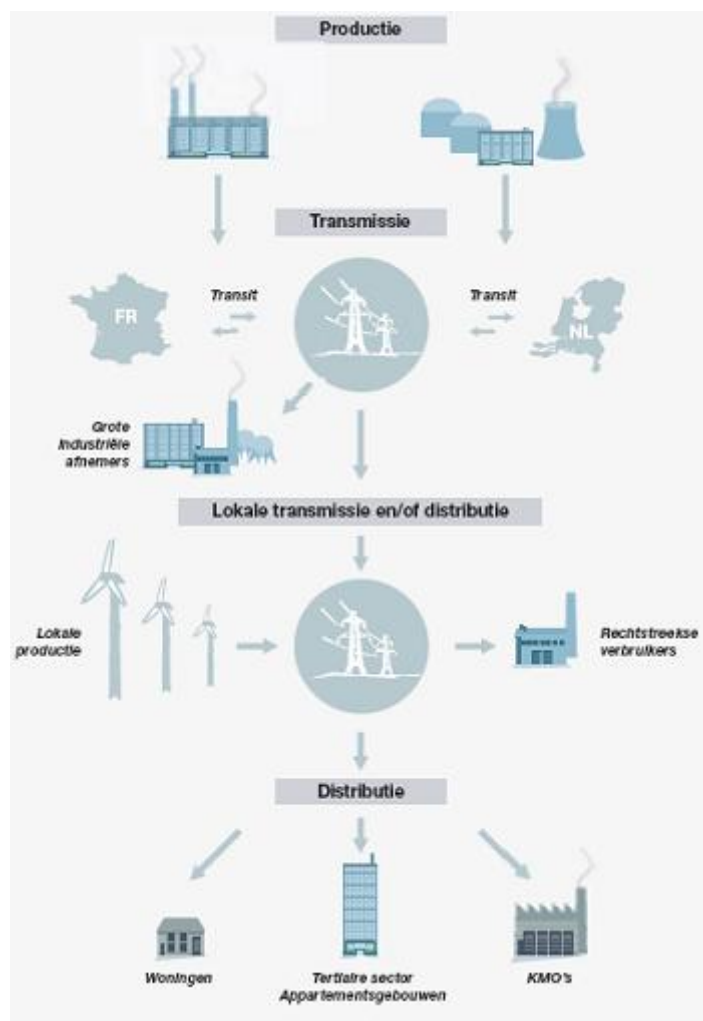 Productie
Transmissie
Transit
Transit
FR
NL
Grote
industriële
afnemers
Lokale transmissie en/of distributie
Lokale
productie
Rechtstreekse
verbruikers
Distributie
Woningen
Tertiaire sector
Appartementsgebouwen
KMO's